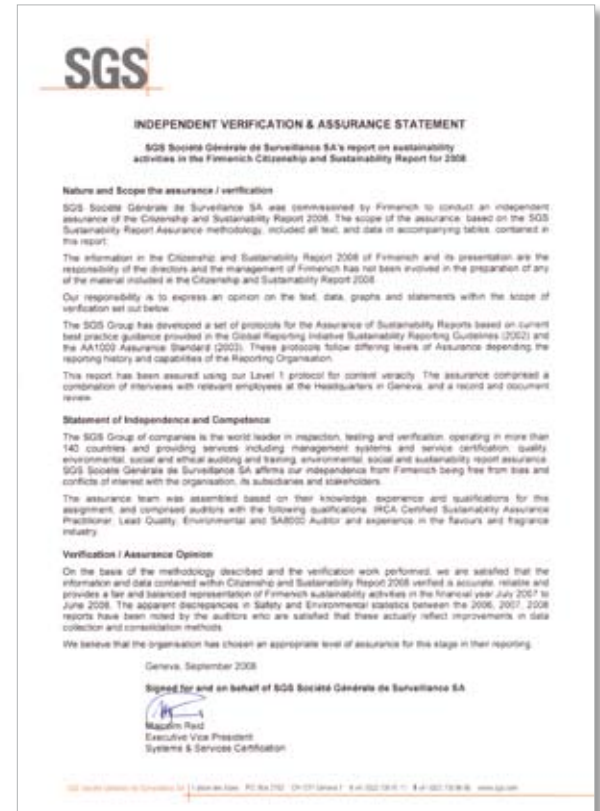 SGS
INDEPENDENT VERIFICATION & ASSURANCE STATEMENT
SGS Société Générale de Surveillance SA's report on sustainability
activities in the Firmenich Citizenship and Sustainability Report for 2008
Nature and Scope the assurance / verification
SGS Société Générale de Surveillance SA was commissioned by Firmenich to conduct an independent
assurance of the Citizenship and Sustainability Report 2008. The scope of the assurance, based on the SGS
Sustainability Report Assurance methodology, included all text, and data in accompanying tables, contained in
this report.
The information in the Citizenship and Sustainability Report 2008 of Firmenich and its presentation are the
responsibility of the directors and the management of Firmenich has not been involved in the preparation of any
of the material included in the Citizenship and Sustainability Report 2008
Our responsibility is to express an opinion on the text, data, graphs and statements within the scope of
verification set out below.
The SGS Group has developed a set of protocols for the Assurance of Sustainability Reports based on current
best practice guidance provided in the Global Reporting Initiative Sustainability Reporting Guidelines (2002) and
the AA1000 Assurance Standard (2003). These protocols follow differing levels of Assurance depending the
reporting history and capabilities of the Reporting Organisation.
This report has been assured using our Level 1 protocol for content veracity. The assurance comprised a
combination of interviews with relevant employees at the Headquarters in Geneva, and a record and document
review.
Statement of Independence and Competence
The SGS Group of companies is the world leader in inspection, testing and verification, operating in more than
140 countries and providing services including management systems and service certification, quality,
environmental, social and ethical auditing and training, environmental, social and sustainability report assurance.
SGS Société Générale de Surveillance SA affirms our independence from Firmenich being free from bias and
conflicts of interest with the organisation, its subsidiaries and stakeholders.
The assurance team was assembled based on their knowledge, experience and qualifications for this
assignment, and comprised auditors with the following qualifications: IRCA Certified Sustainability Assurance
Practitioner, Lead Quality, Environmental and SA8000 Auditor and experience in the flavours and fragrance
industry.
Verification / Assurance Opinion
On the basis of the methodology described and the verification work performed, we are satisfied that the
information and data contained within Citizenship and Sustainability Report 2008 verified is accurate, reliable and
provides a fair and balanced representation of Firmenich sustainability activities in the financial year July 2007 to
June 2008. The apparent discrepancies in Safety and Environmental statistics between the 2006, 2007, 2008
reports have been noted by the auditors who are satisfied that these actually reflect improvements in data
collection and consolidation methods.
We believe that the organisation has chosen an appropriate level of assurance for this stage in their reporting.
Geneva, September 2008
Signed for and on behalf of SGS Société Générale de Surveillance SA
Malcolm Reid
Executive Vice President
Systems & Services Certification
SGS Société Générale de Surveillance SA 1 place des Alpes www.sgs.com